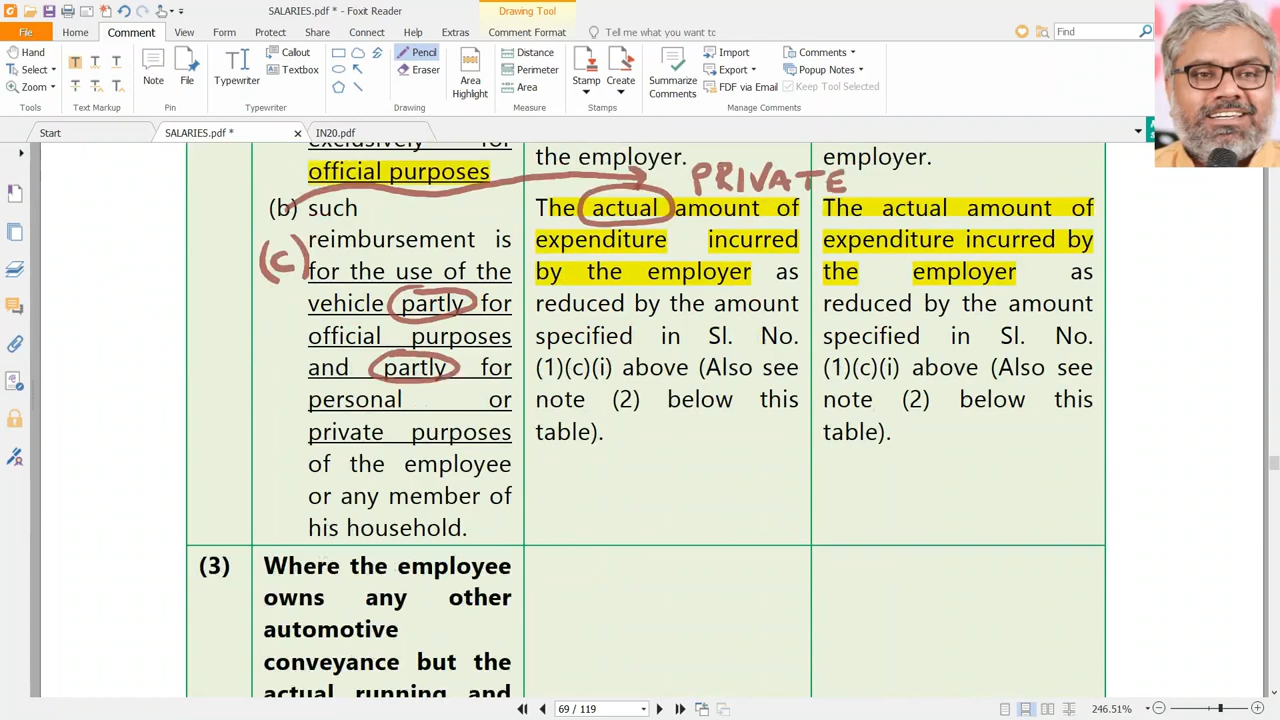 SALARIES.pdf * - Foxit Reader
Drawing Tool
File Home Comment View Form Protect Share Connect Help Extras Comment Format Tell me what you want to Find
Hand
Select
Zoom
Tools
Text Markup
Note
File
Pin
Typewriter
Callout
Textbox
Typewriter
Pencil
Eraser
Drawing
Area Highlight
Distance
Perimeter
Area
Measure
Stamp
Create
Stamps
Summarize Comments
Import
Export
FDF via Email
Comments
Popup Notes
Keep Tool Selected
Manage Comments
Start SALARIES.pdf * IN20.pdf
exclusively for
official purposes
(b) such
(c)
reimbursement is
for the use of the
vehicle partly for
official purposes
and partly for
personal or
private purposes
of the employee
or any member of
his household.
the employer.
PRIVATE
The actual amount of
expenditure incurred
by the employer as
reduced by the amount
specified in Sl. No.
(1)(c)(i) above (Also see
note (2) below this
table).
employer.
The actual amount of
expenditure incurred by
the employer as
reduced by the amount
specified in Sl. No.
(1)(c)(i) above (Also see
note (2) below this
table).
(3) Where the employee
owns any other
automotive
conveyance but the
actual running and
69 / 119
246.51%